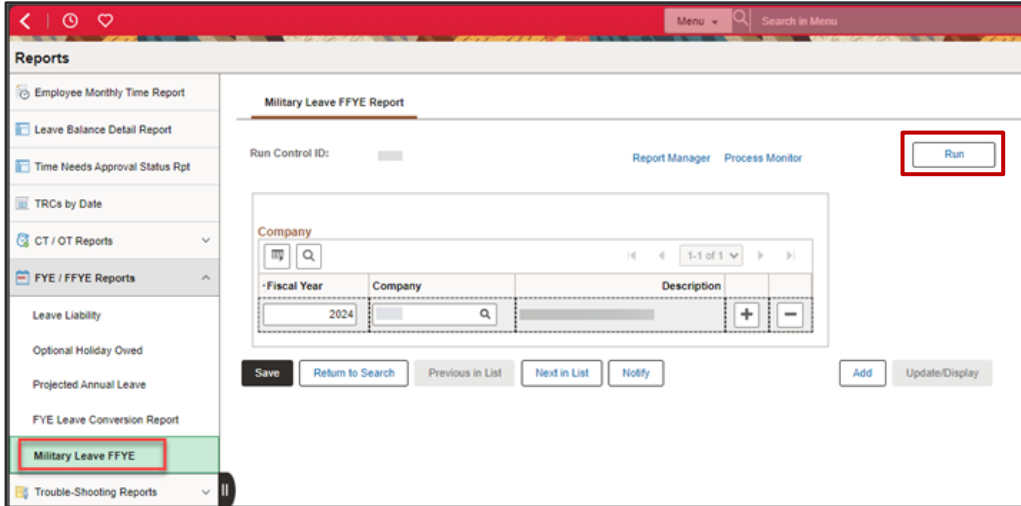 Menu
Search in Menu
Reports
Employee Monthly Time Report
Leave Balance Detail Report
Time Needs Approval Status Rpt
TRCs by Date
CT / OT Reports
FYE / FFYE Reports
Leave Liability
Optional Holiday Owed
Projected Annual Leave
FYE Leave Conversion Report
Military Leave FFYE
Trouble-Shooting Reports
Military Leave FFYE Report
Run Control ID:
Report Manager Process Monitor
Run
Company
1-1 of 1
*Fiscal Year Company Description
2024
Save Return to Search Previous in List Next in List Notify Add Update/Display